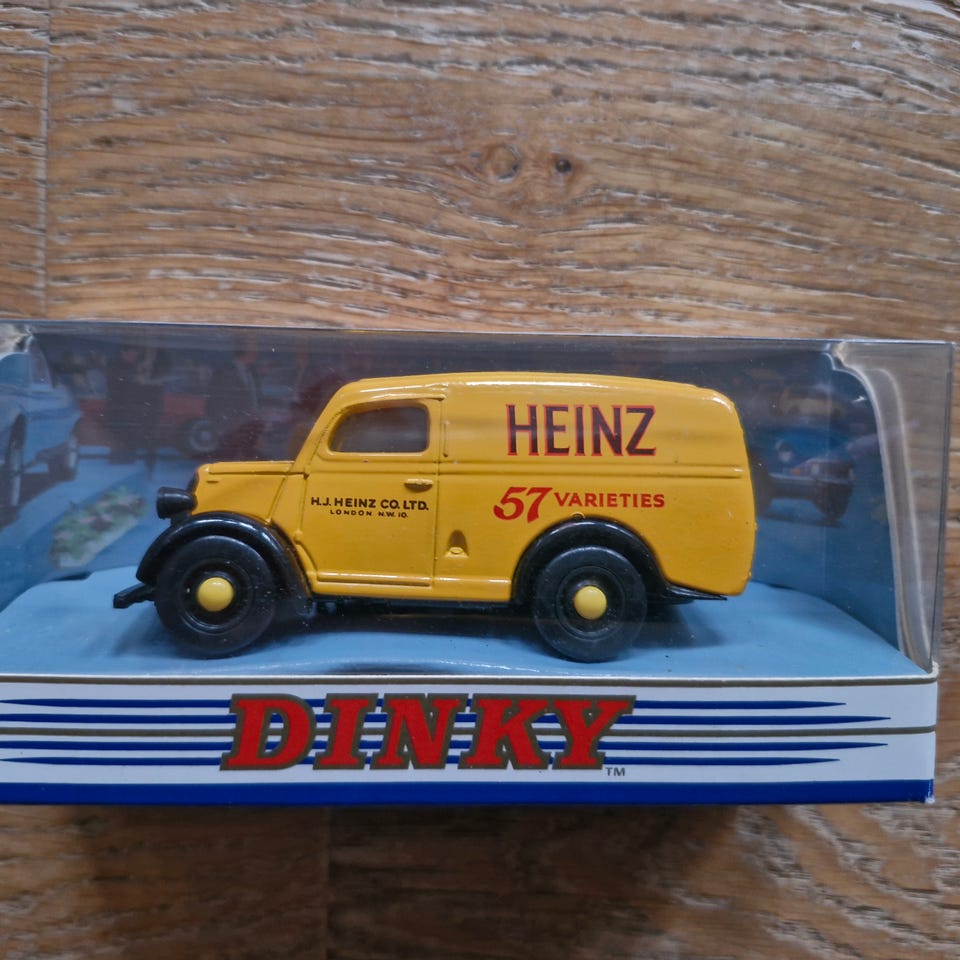 HEINZ
57 VARIETIES
H.J. HEINZ CO. LTD.
LONDON N.W.10.
DINKY
TM